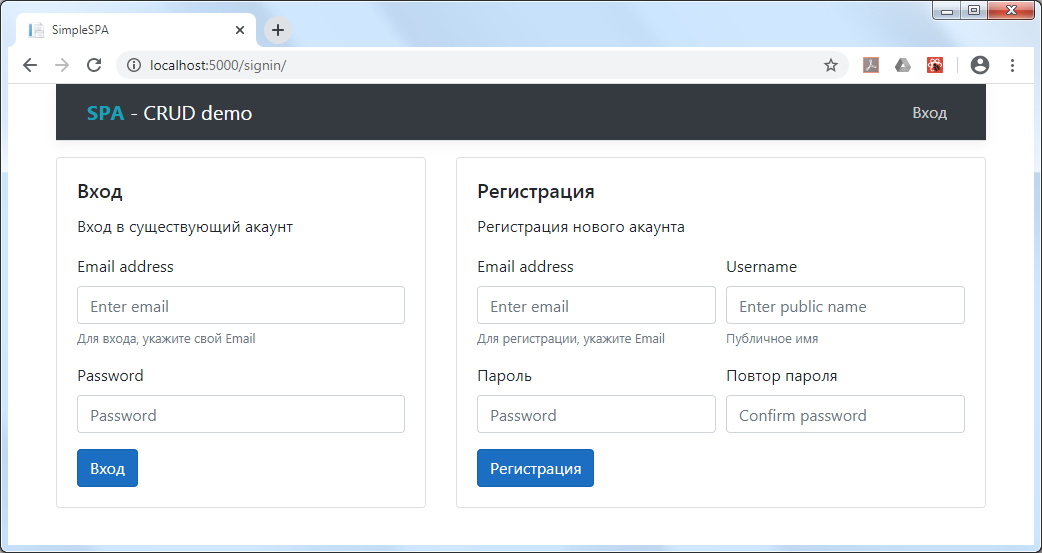 SimpleSPA
localhost:5000/signin/
SPA - CRUD demo
Вход
Вход
Вход в существующий акаунт
Email address
Enter email
Для входа, укажите свой Email
Password
Password
Вход
Регистрация
Регистрация нового акаунта
Email address
Username
Enter email
Enter public name
Для регистрации, укажите Email
Публичное имя
Пароль
Повтор пароля
Password
Confirm password
Регистрация